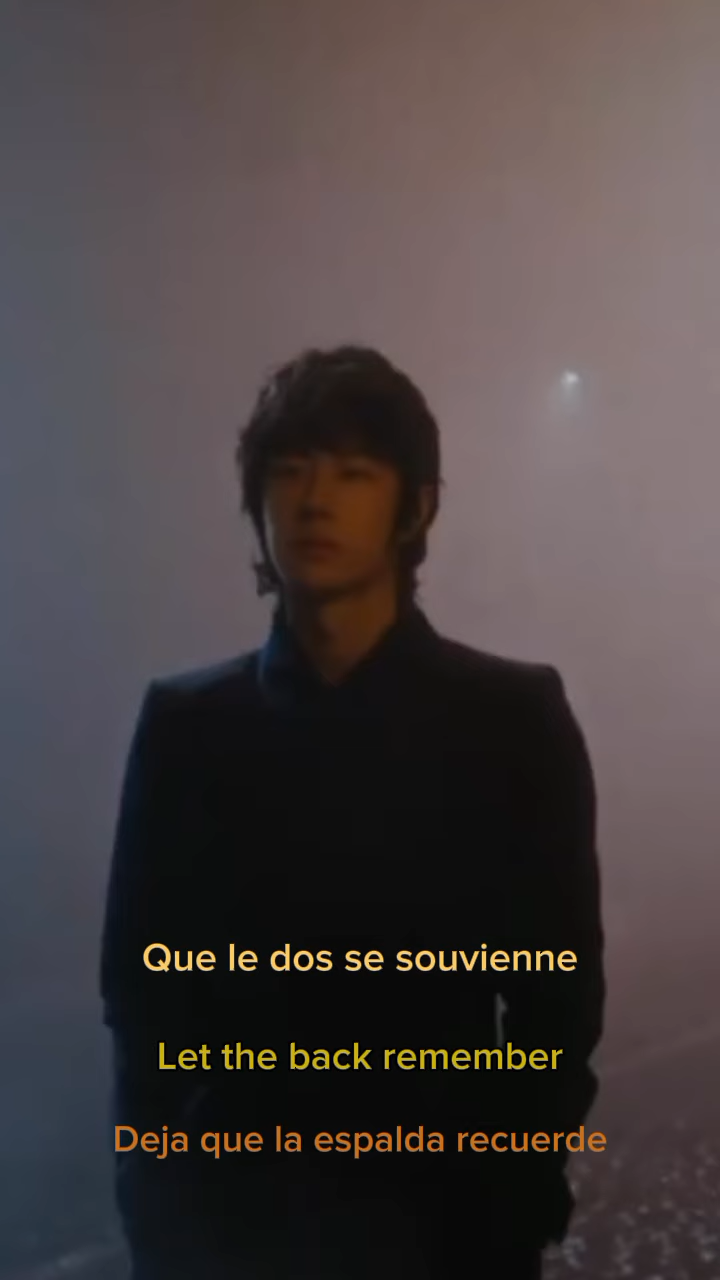 Que le dos se souvienne
Let the back remember
Deja que la espalda recuerde